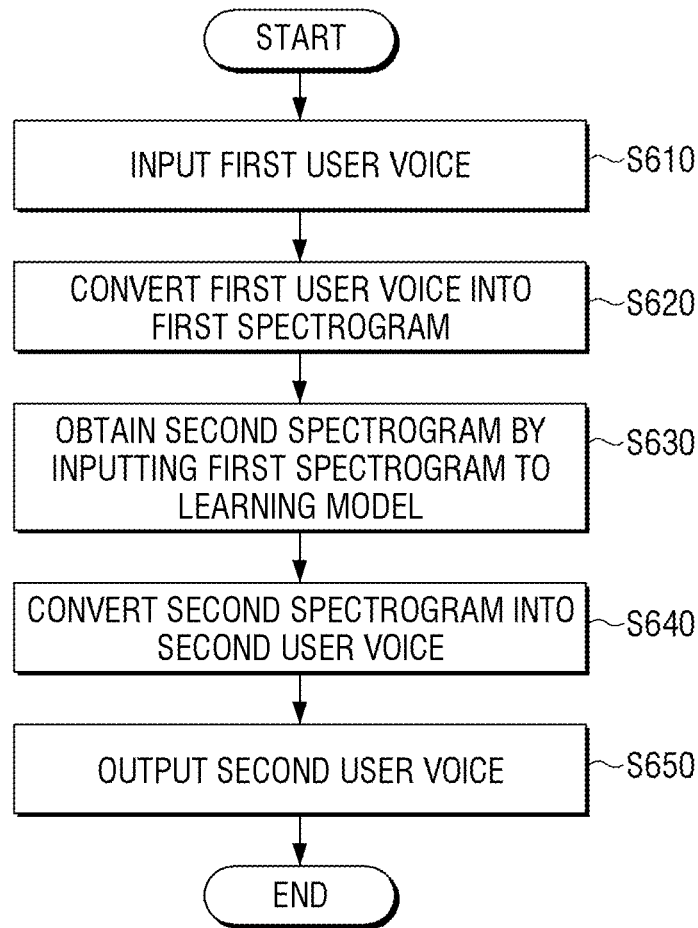 START
INPUT FIRST USER VOICE
S610
CONVERT FIRST USER VOICE INTO
FIRST SPECTROGRAM
S620
OBTAIN SECOND SPECTROGRAM BY
INPUTTING FIRST SPECTROGRAM TO
LEARNING MODEL
S630
CONVERT SECOND SPECTROGRAM INTO
SECOND USER VOICE
S640
OUTPUT SECOND USER VOICE
S650
END